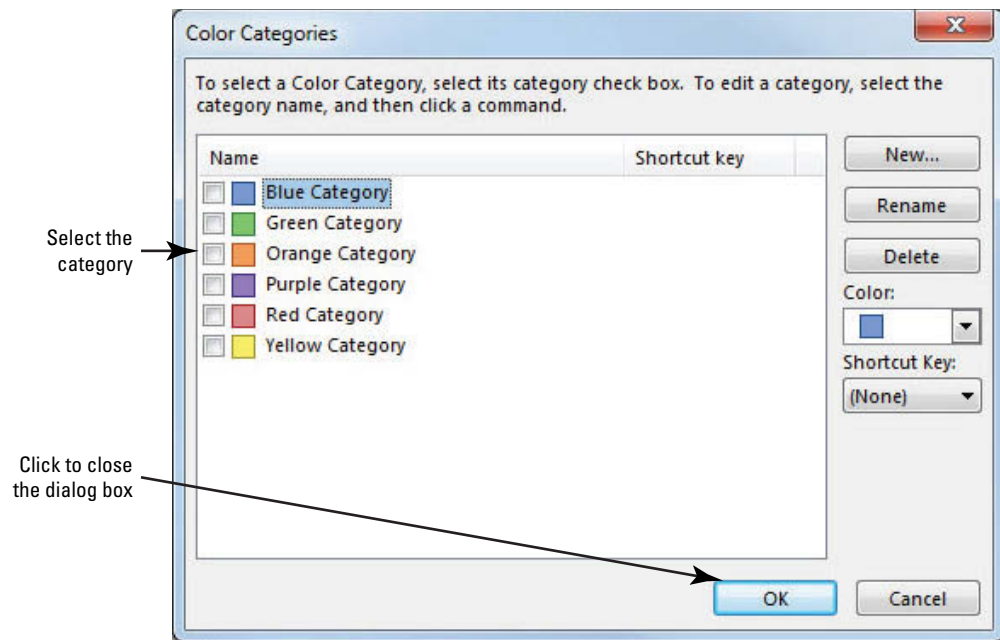 Color Categories
To select a Color Category, select its category check box. To edit a category, select the
category name, and then click a command.
Name
Shortcut key
Blue Category
Green Category
Orange Category
Purple Category
Red Category
Yellow Category
New...
Rename
Delete
Color:
Shortcut Key:
(None)
OK
Cancel
Select the
category
Click to close
the dialog box